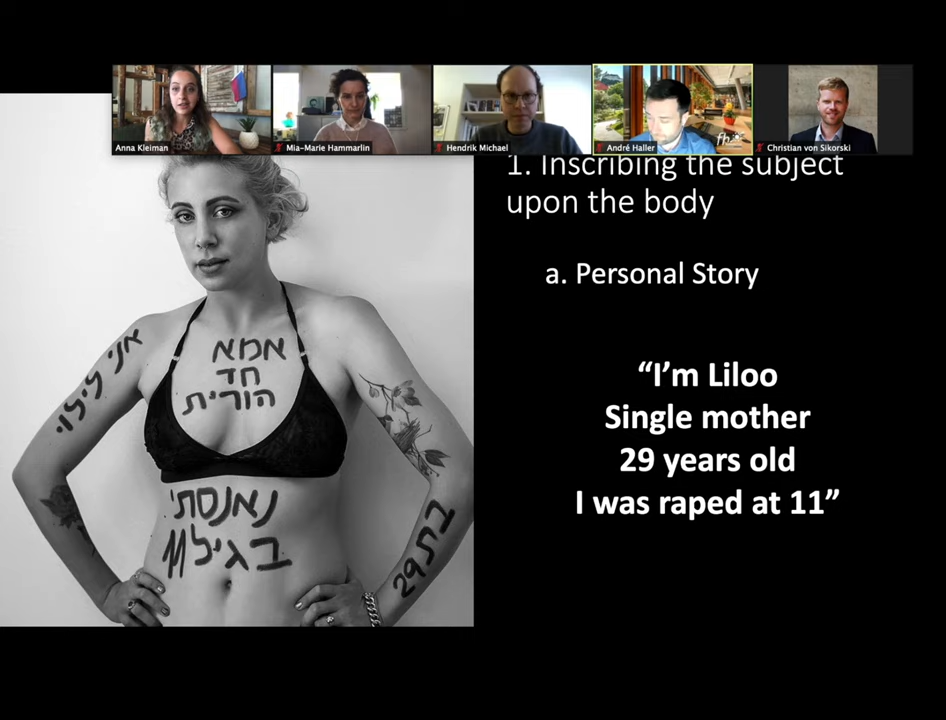 Anna Kleiman
Mia-Marie Hammarlin
Hendrik Michael
André Haller
Christian von Sikorski
1. Inscribing the subject
upon the body
a. Personal Story
“I’m Liloo
Single mother
29 years old
I was raped at 11”
אני לילוי
אמא
חד
הורית
נאנסתי
בגיל 11
בת 29